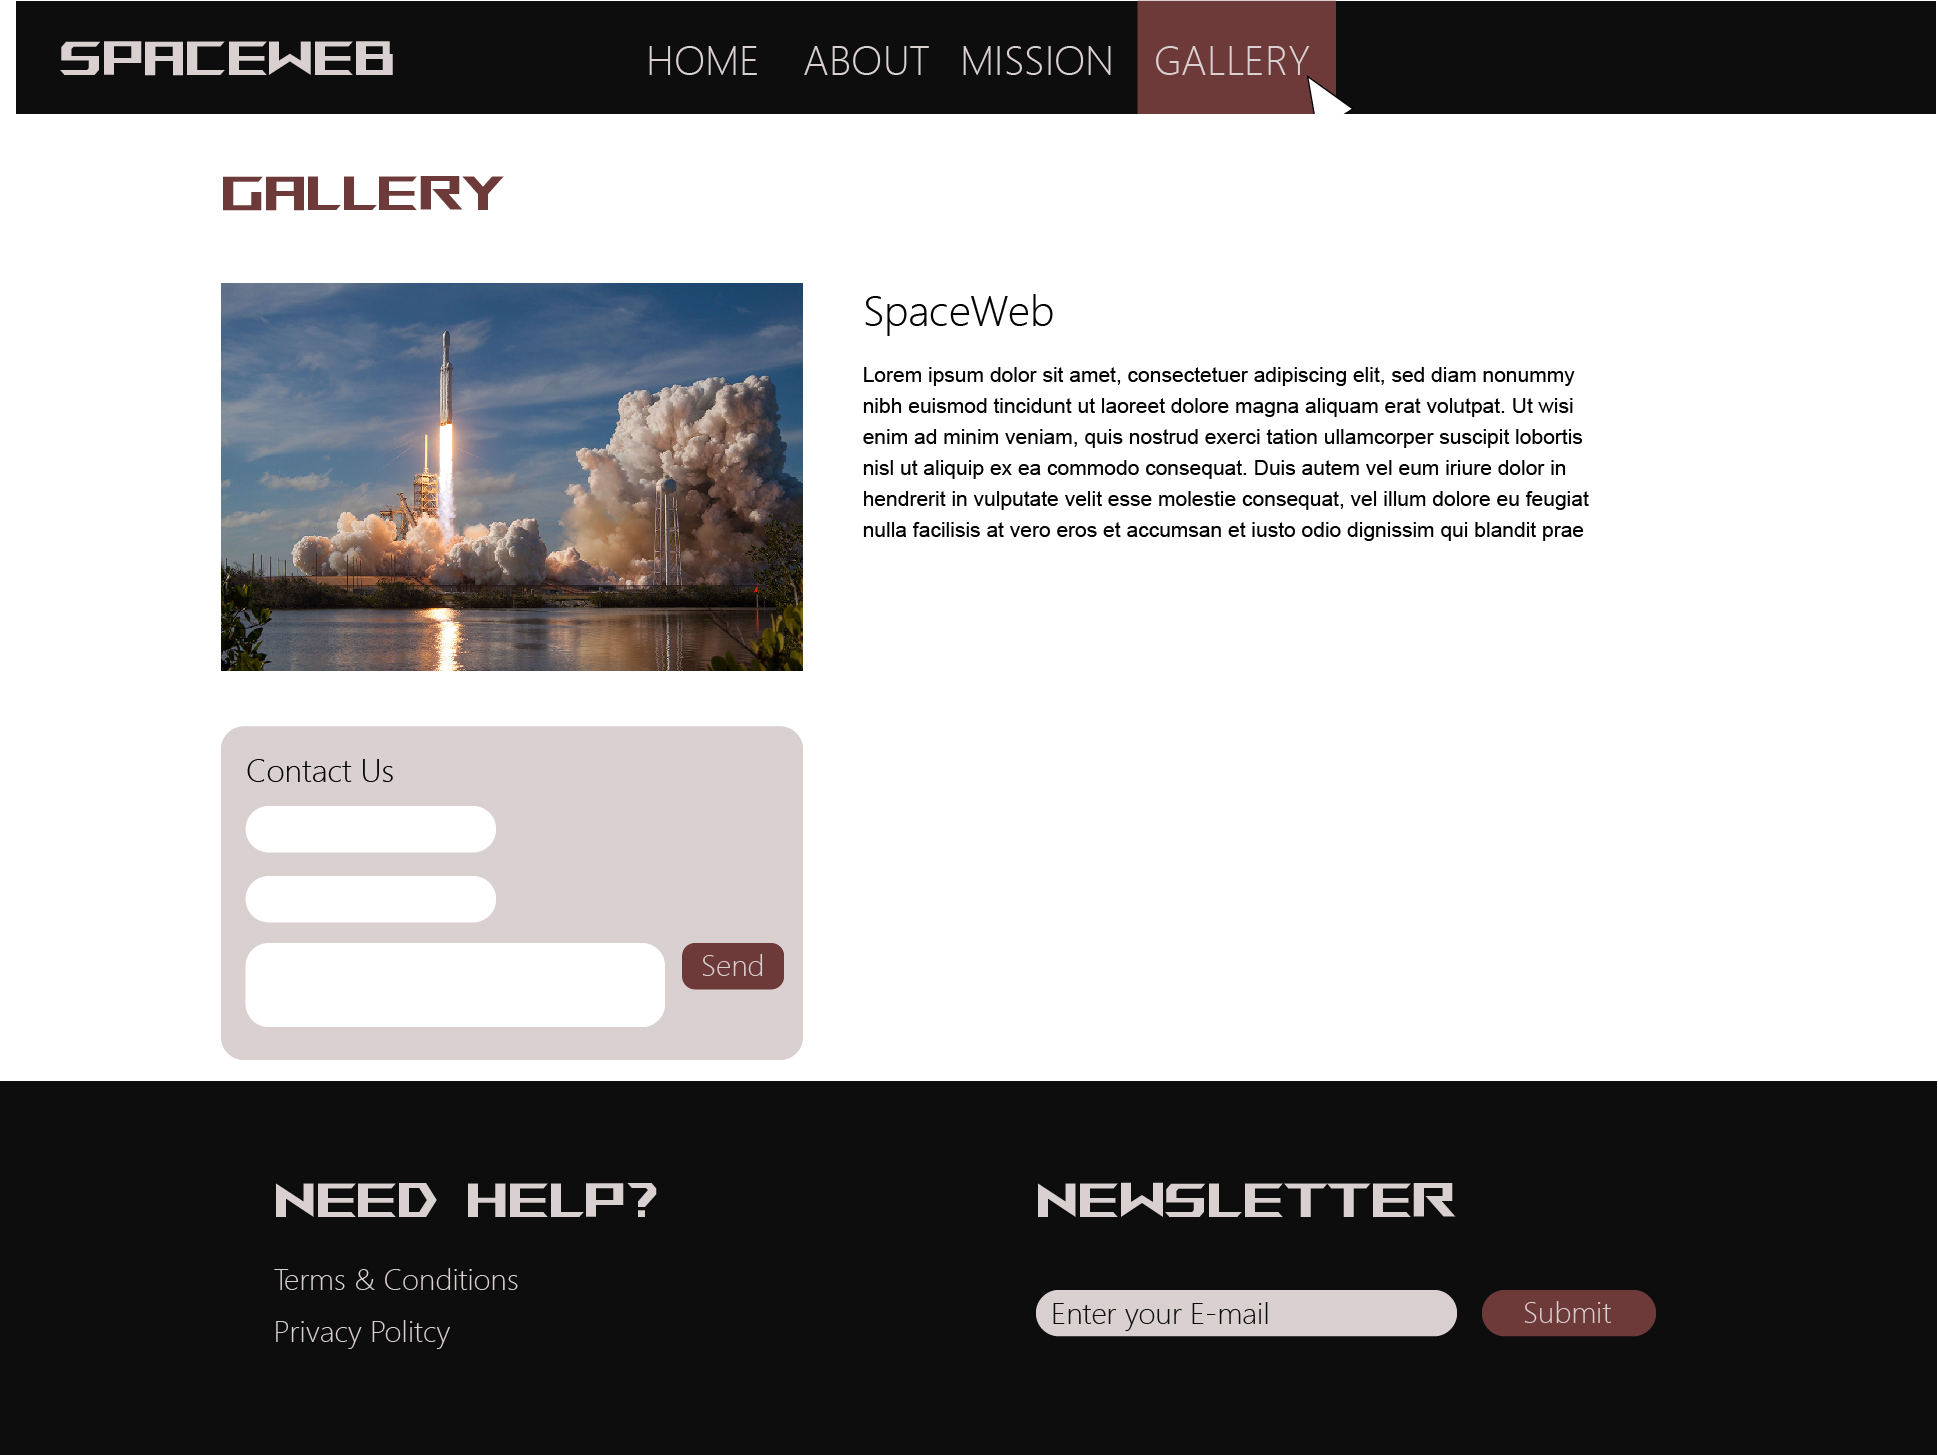 SPACEWEB
HOME ABOUT MISSION GALLERY
GALLERY
SpaceWeb
Lorem ipsum dolor sit amet, consectetuer adipiscing elit, sed diam nonummy
nibh euismod tincidunt ut laoreet dolore magna aliquam erat volutpat. Ut wisi
enim ad minim veniam, quis nostrud exerci tation ullamcorper suscipit lobortis
nisl ut aliquip ex ea commodo consequat. Duis autem vel eum iriure dolor in
hendrerit in vulputate velit esse molestie consequat, vel illum dolore eu feugiat
nulla facilisis at vero eros et accumsan et iusto odio dignissim qui blandit prae
Contact Us
Send
NEED HELP?
Terms & Conditions
Privacy Politcy
NEWSLETTER
Enter your E-mail
Submit